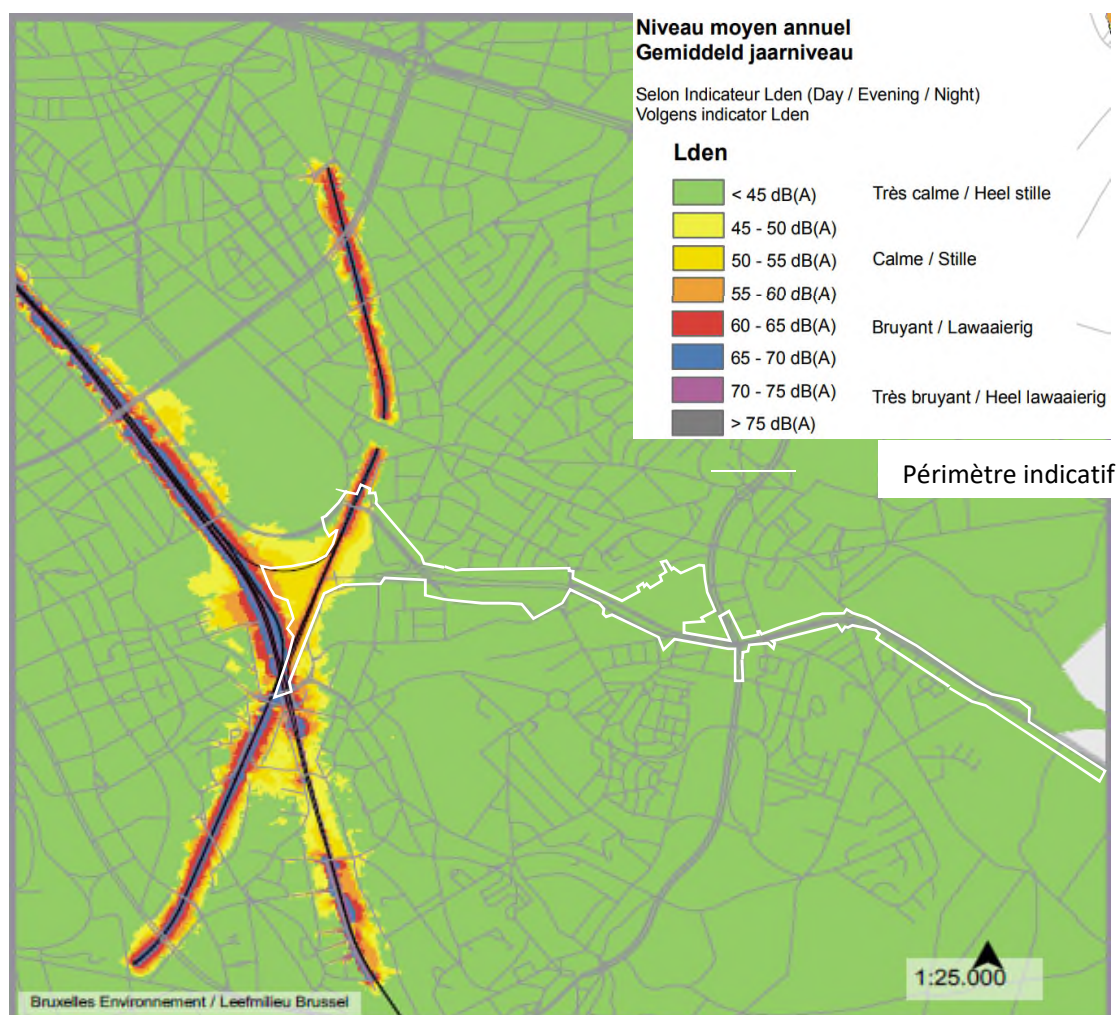 Niveau moyen annuel
Gemiddeld jaarniveau
Selon Indicateur Lden (Day / Evening / Night)
Volgens indicator Lden
Lden
< 45 dB(A) Très calme / Heel stille
45 - 50 dB(A)
50 - 55 dB(A) Calme / Stille
55 - 60 dB(A)
60 - 65 dB(A) Bruyant / Lawaaierig
65 - 70 dB(A)
70 - 75 dB(A) Très bruyant / Heel lawaaierig
> 75 dB(A)
Périmètre indicatif
1:25.000
Bruxelles Environnement / Leefmilieu Brussel